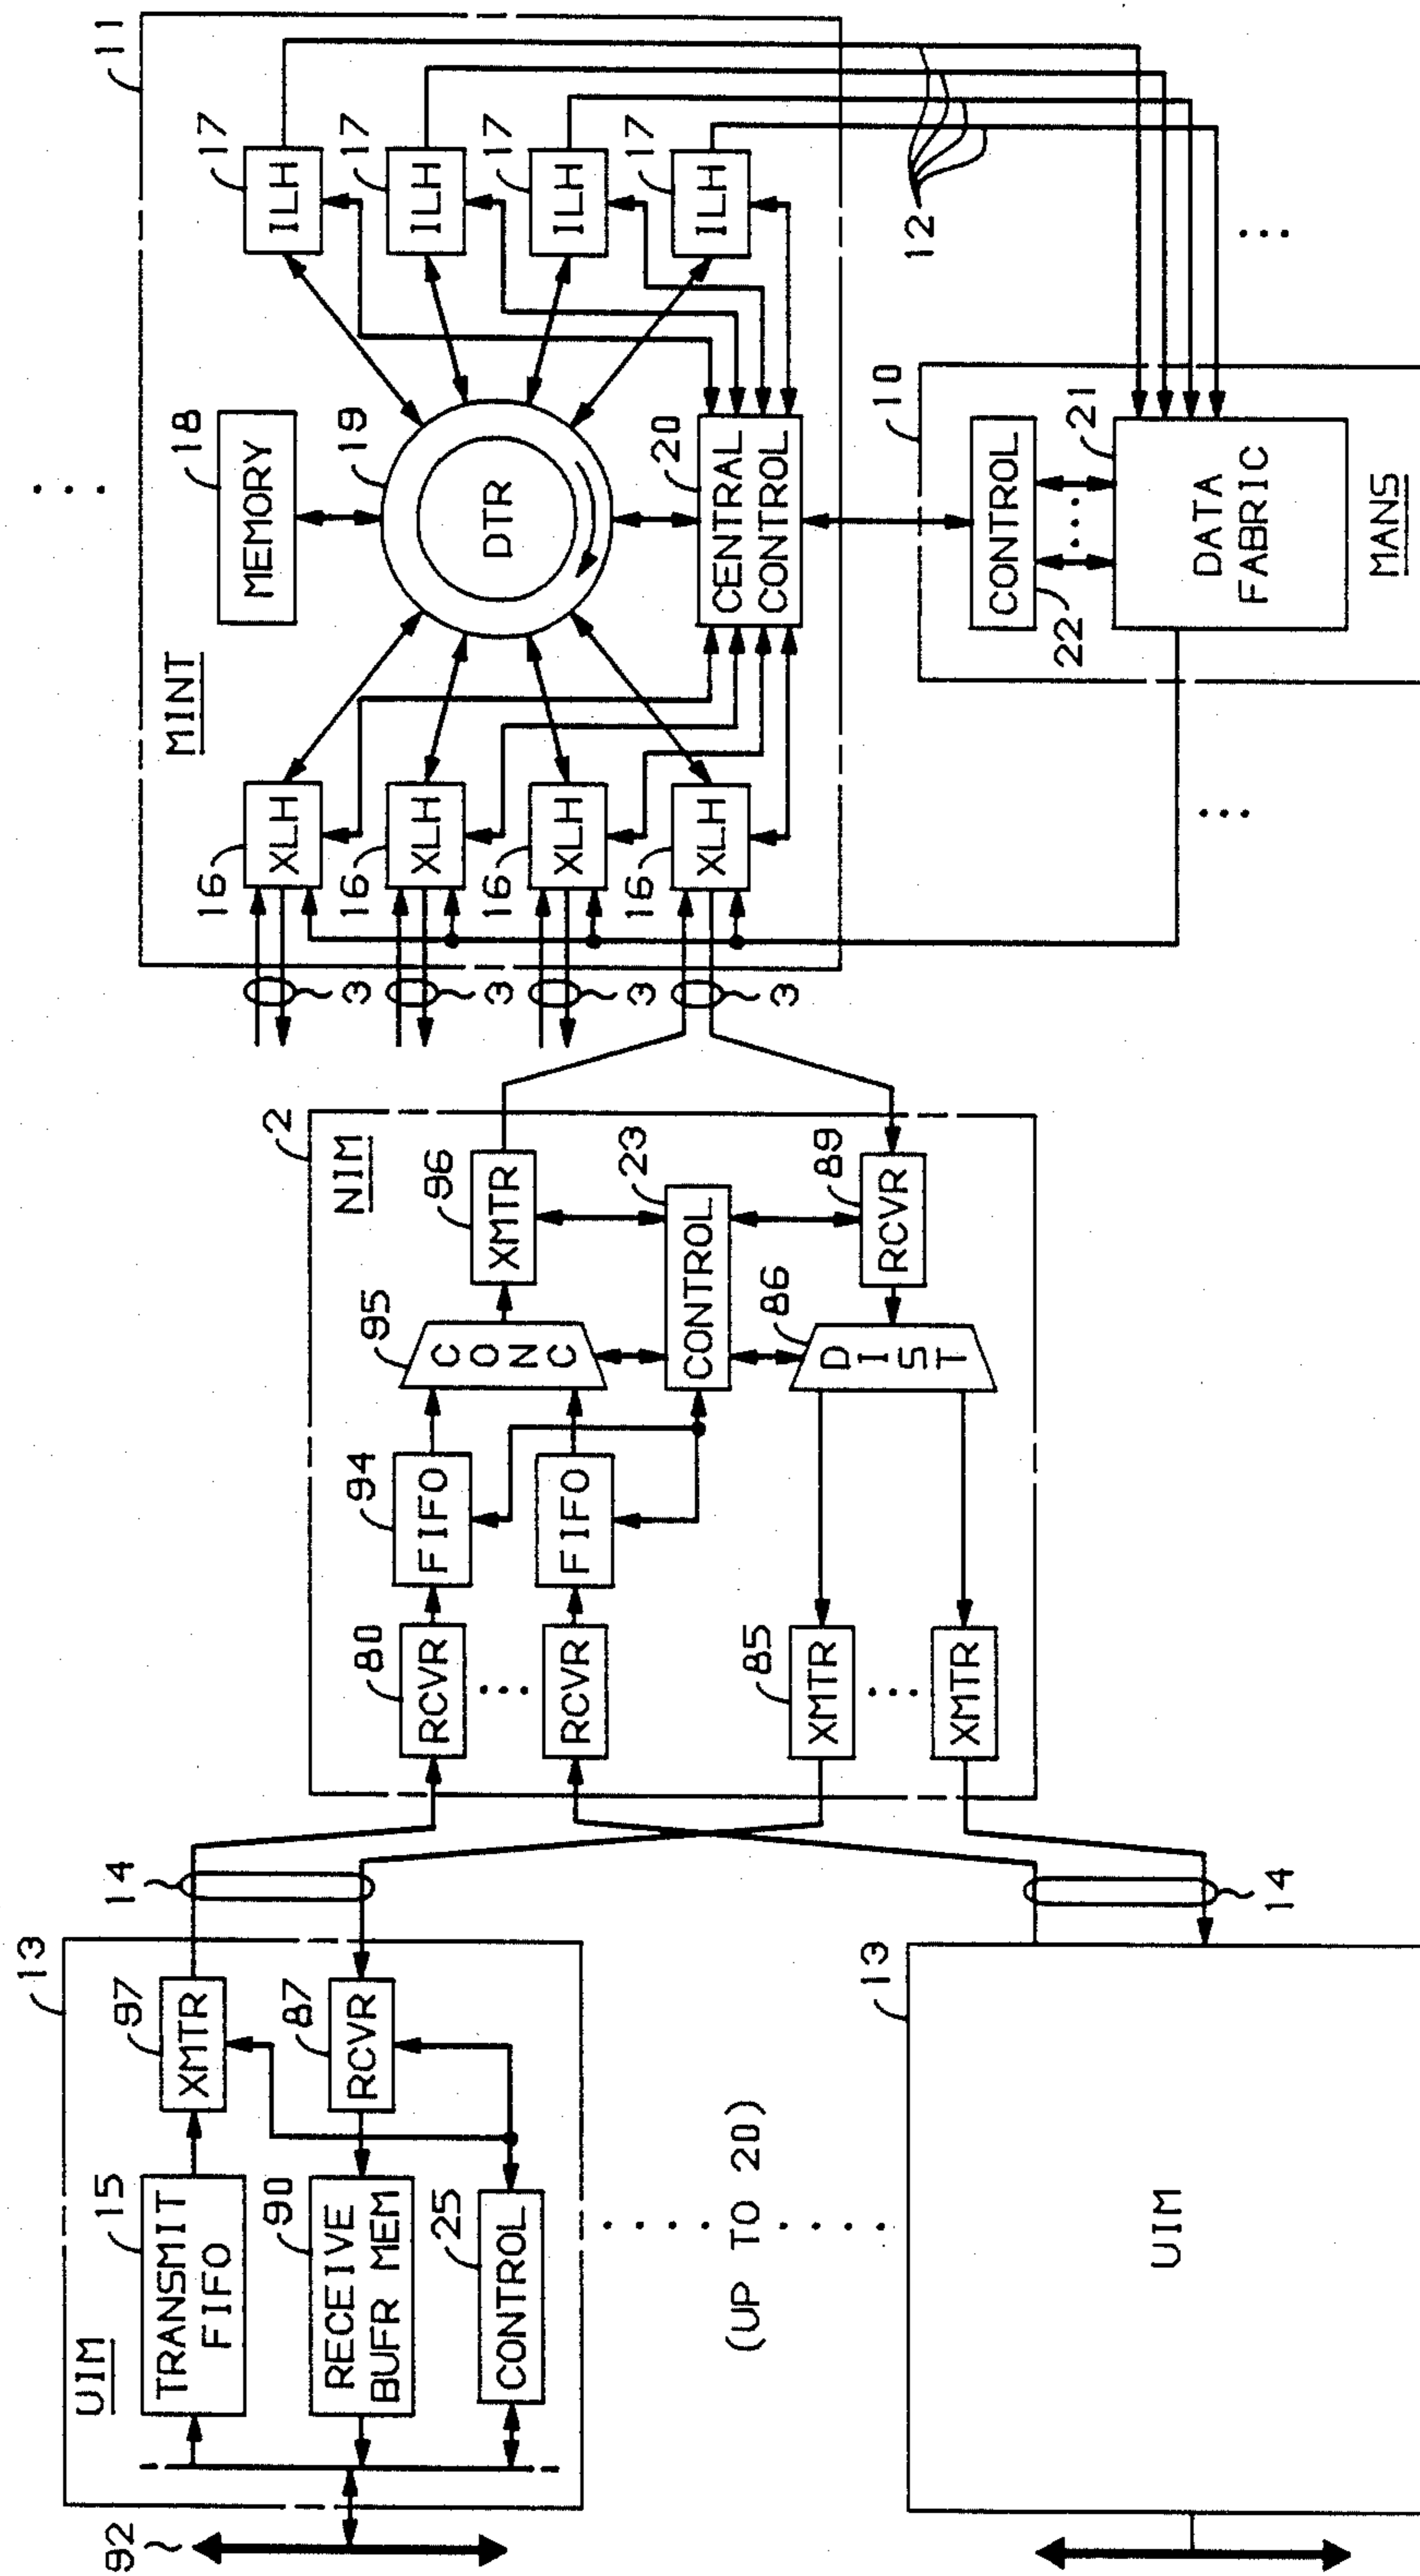 13
UIM
15
TRANSMIT
FIFO
97
XMTR
90
RECEIVE
BUFR MEM
87
RCVR
25
CONTROL
92
14
(UP TO 20)
13
UIM
14
2
NIM
80
RCVR
94
FIFO
95
CONC
96
XMTR
RCVR
FIFO
23
CONTROL
85
XMTR
86
DIST
89
RCVR
XMTR
11
MINT
3
3
3
3
16
XLH
16
XLH
16
XLH
16
XLH
18
MEMORY
19
DTR
20
CENTRAL
CONTROL
17
ILH
17
ILH
17
ILH
17
ILH
12
10
CONTROL
22
21
DATA
FABRIC
MANS